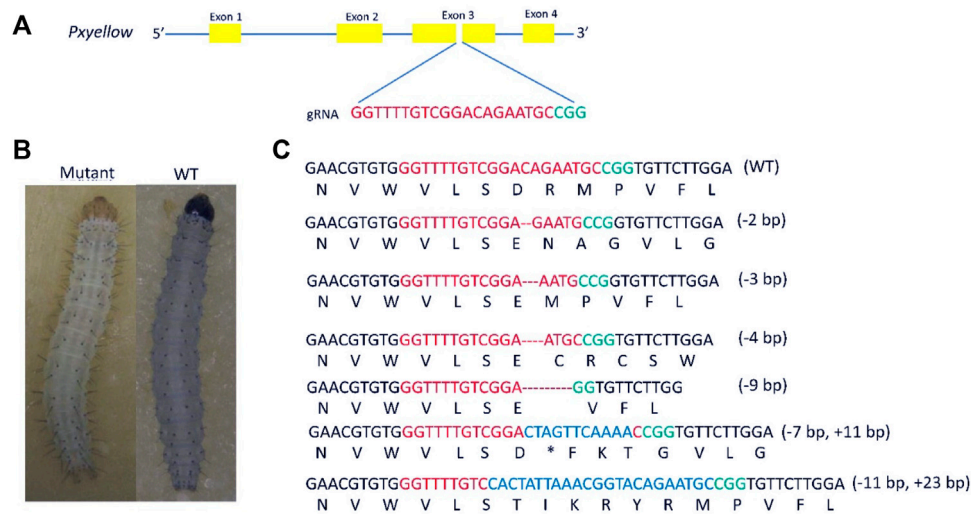 A
Exon 1 Exon 2 Exon 3 Exon 4
Pxyellow 5' 3'
gRNA GGTTTTGTCGGACAGAATGCCGG
B
Mutant WT
C
GAACGTGTGGGTTTTGTCGGACAGAATGCCGGTGTTCTTGGA (WT)
N V W V L S D R M P V F L
GAACGTGTGGGTTTTGTCGGA--GAATGCCGGTGTTCTTGGA (-2 bp)
N V W V L S E N A G V L G
GAACGTGTGGGTTTTGTCGGA---AATGCCGGTGTTCTTGGA (-3 bp)
N V W V L S E M P V F L
GAACGTGTGGGTTTTGTCGGA----ATGCCGGTGTTCTTGGA (-4 bp)
N V W V L S E C R C S W
GAACGTGTGGGTTTTGTCGGA---------GGTGTTCTTGG (-9 bp)
N V W V L S E V F L
GAACGTGTGGGTTTTGTCGGACTAGTTCAAAACCGGTGTTCTTGGA (-7 bp, +11 bp)
N V W V L S D * F K T G V L G
GAACGTGTGGGTTTTGTCCACTATTAAACGGTACAGAATGCCGGTGTTCTTGGA (-11 bp, +23 bp)
N V W V L S T I K R Y R M P V F L